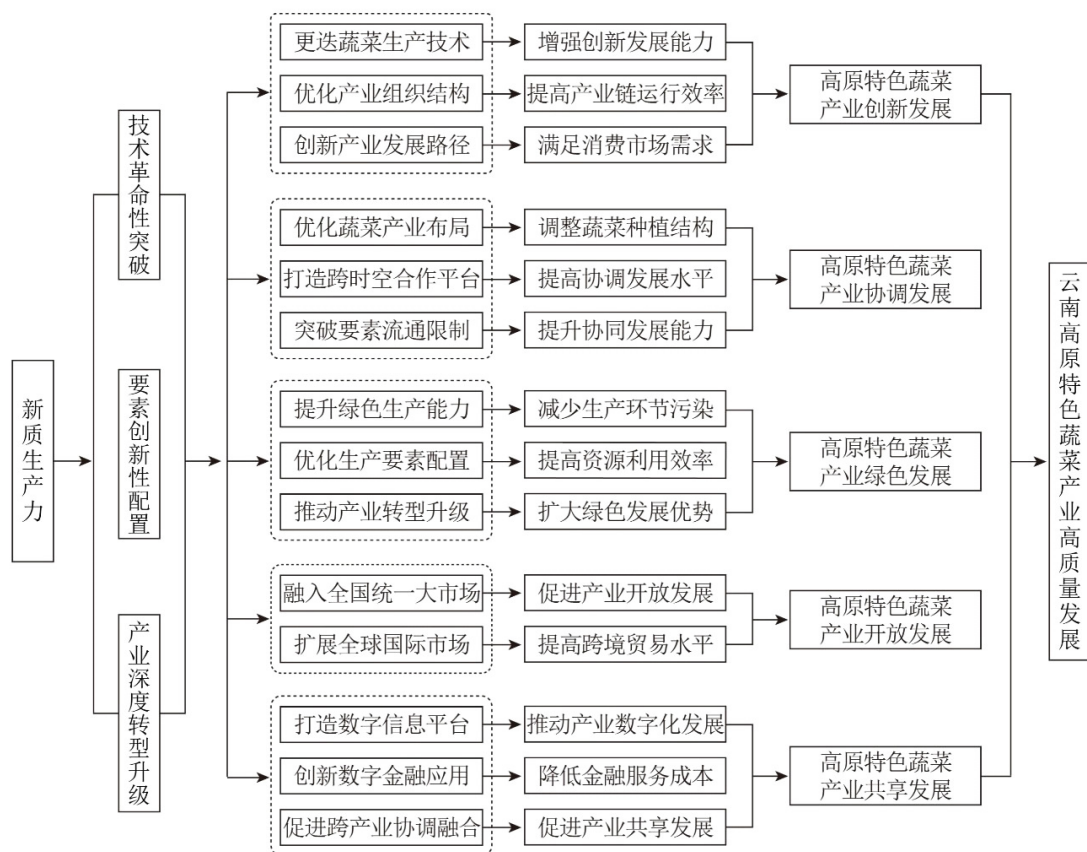 新质生产力
技术革命性突破
要素创新性配置
产业深度转型升级
更迭蔬菜生产技术
增强创新发展能力
优化产业组织结构
提高产业链运行效率
创新产业发展路径
满足消费市场需求
高原特色蔬菜
产业创新发展
优化蔬菜产业布局
调整蔬菜种植结构
打造跨时空合作平台
提高协调发展水平
突破要素流通限制
提升协同发展能力
高原特色蔬菜
产业协调发展
提升绿色生产能力
减少生产环节污染
优化生产要素配置
提高资源利用效率
推动产业转型升级
扩大绿色发展优势
高原特色蔬菜
产业绿色发展
融入全国统一大市场
促进产业开放发展
扩展全球国际市场
提高跨境贸易水平
高原特色蔬菜
产业开放发展
打造数字信息平台
推动产业数字化发展
创新数字金融应用
降低金融服务成本
促进跨产业协调融合
促进产业共享发展
高原特色蔬菜
产业共享发展
云南高原特色蔬菜产业高质量发展